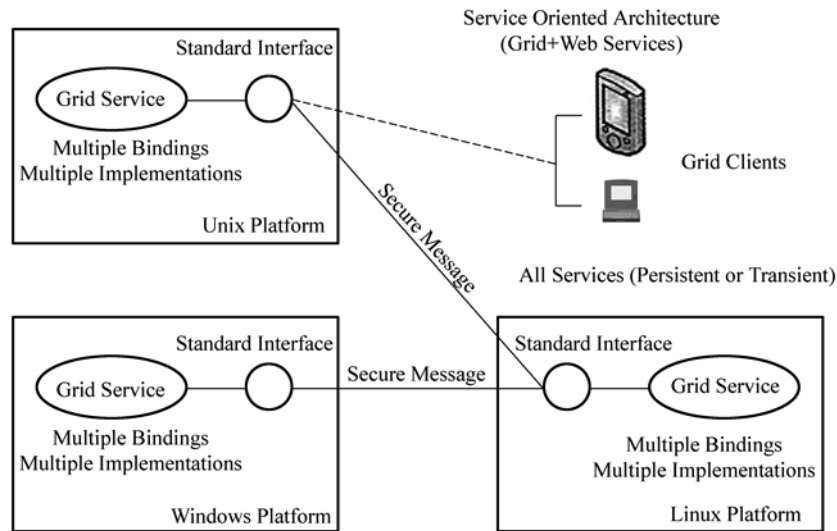 Service Oriented Architecture
(Grid+Web Services)
Standard Interface
Grid Service
Multiple Bindings
Multiple Implementations
Unix Platform
Grid Clients
Secure Message
All Services (Persistent or Transient)
Standard Interface
Grid Service
Multiple Bindings
Multiple Implementations
Windows Platform
Secure Message
Standard Interface
Grid Service
Multiple Bindings
Multiple Implementations
Linux Platform